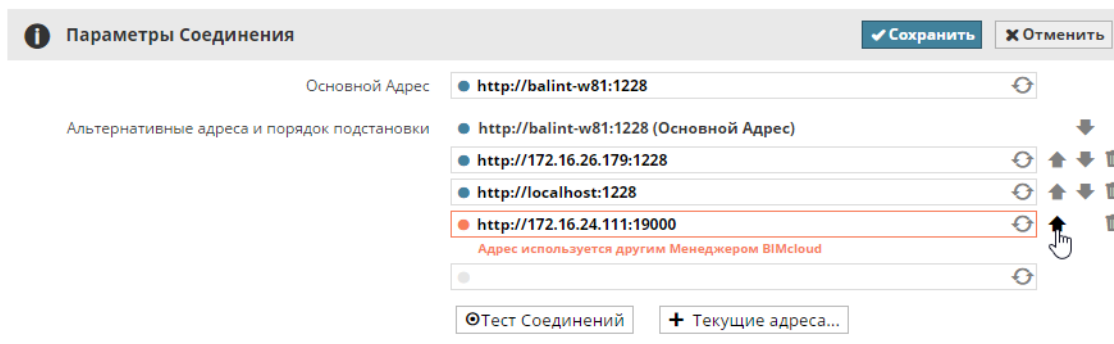 Параметры Соединения
Сохранить
Отменить
Основной Адрес
http://balint-w81:1228
Альтернативные адреса и порядок подстановки
http://balint-w81:1228 (Основной Адрес)
http://172.16.26.179:1228
http://localhost:1228
http://172.16.24.111:19000
Адрес используется другим Менеджером BIMcloud
Тест Соединений
Текущие адреса...